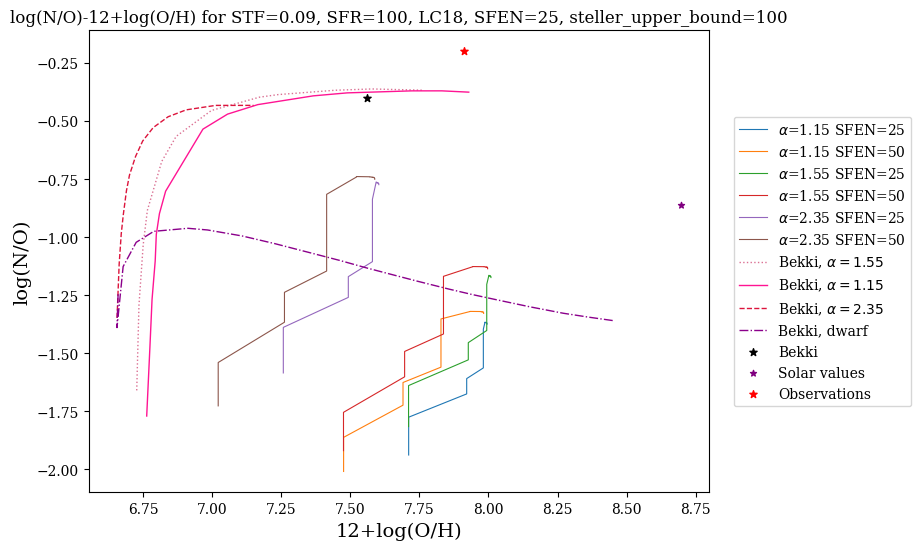 log(N/O)-12+log(O/H) for STF=0.09, SFR=100, LC18, SFEN=25, steller_upper_bound=100
log(N/O)
−0.25
−0.50
−0.75
−1.00
−1.25
−1.50
−1.75
−2.00
6.75 7.00 7.25 7.50 7.75 8.00 8.25 8.50 8.75
12+log(O/H)
α=1.15 SFEN=25
α=1.15 SFEN=50
α=1.55 SFEN=25
α=1.55 SFEN=50
α=2.35 SFEN=25
α=2.35 SFEN=50
Bekki, α = 1.55
Bekki, α = 1.15
Bekki, α = 2.35
Bekki, dwarf
Bekki
Solar values
Observations